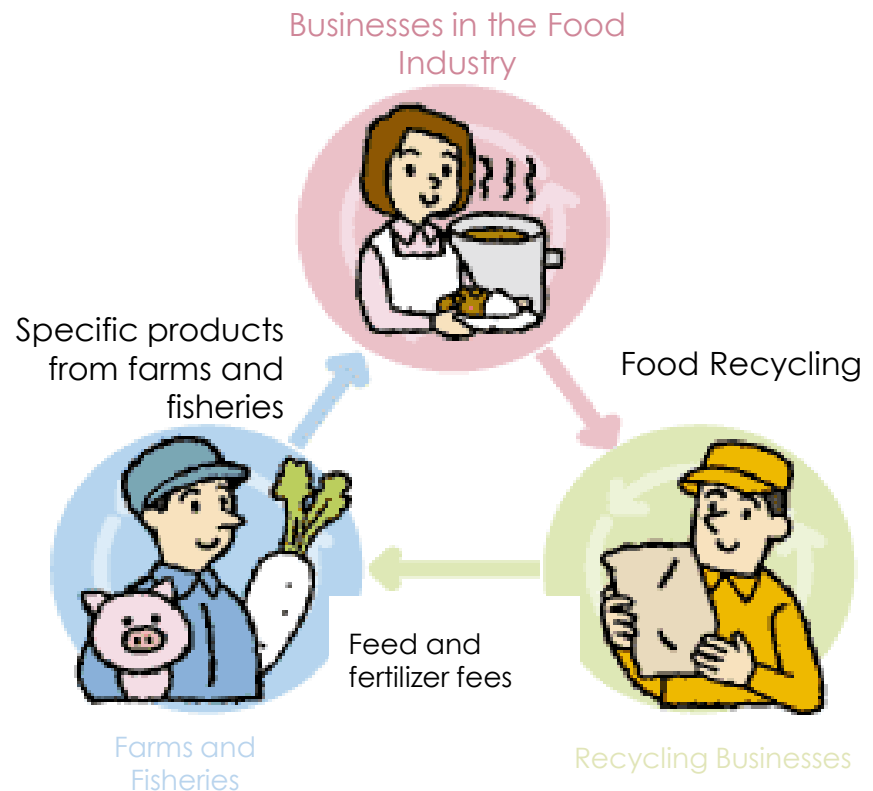 Businesses in the Food
Industry
Specific products
from farms and
fisheries
Food Recycling
Feed and
fertilizer fees
Farms and
Fisheries
Recycling Businesses